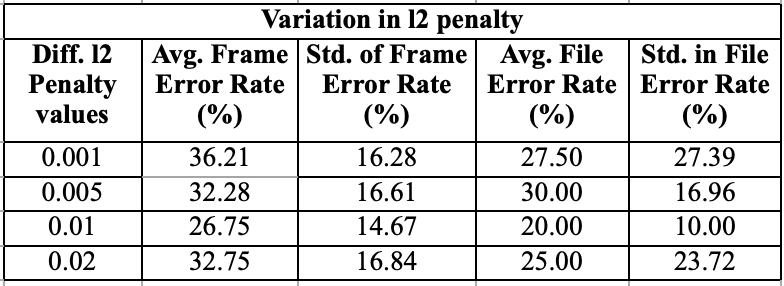 Variation in l2 penalty
Diff. l2 Penalty values Avg. Frame Error Rate (%) Std. of Frame Error Rate (%) Avg. File Error Rate (%) Std. in File Error Rate (%)
0.001 36.21 16.28 27.50 27.39
0.005 32.28 16.61 30.00 16.96
0.01 26.75 14.67 20.00 10.00
0.02 32.75 16.84 25.00 23.72